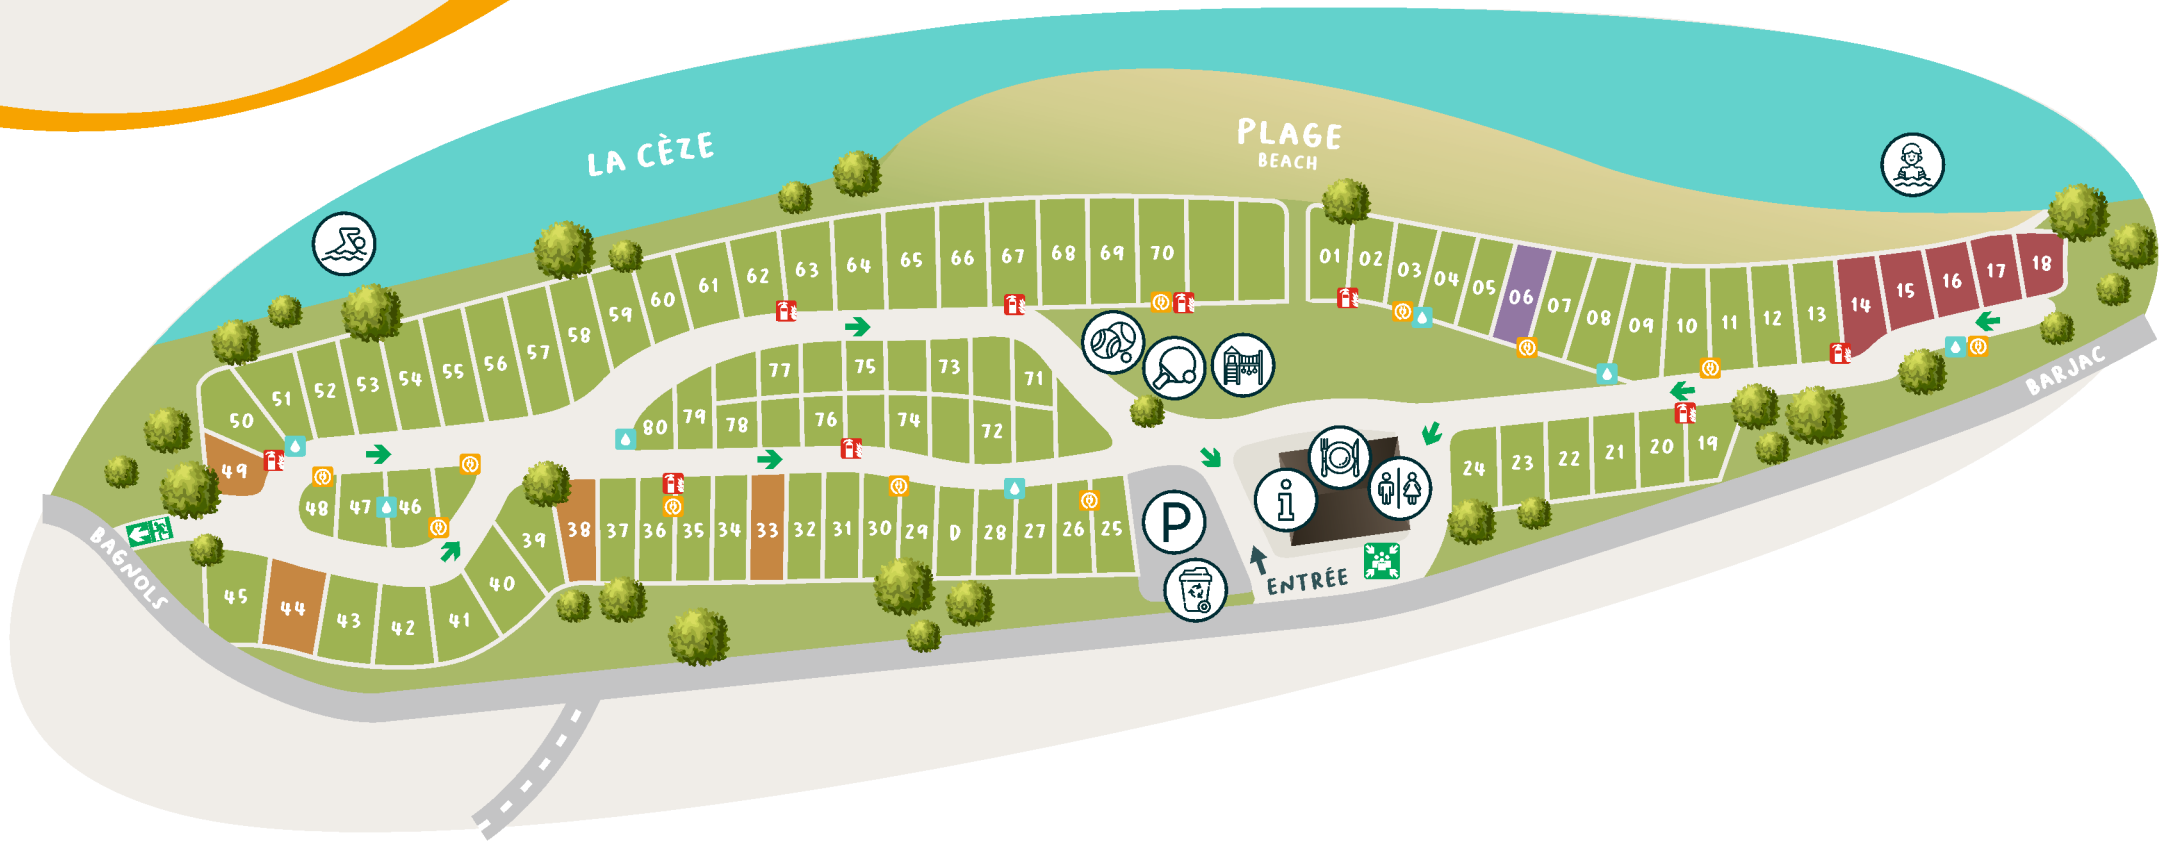 LA CÈZE
PLAGE
BEACH
62 63 64 65 66 67 68 69 70
01 02 03 04 05 06 07 08 09 10 11 12 13 14 15 16 17 18
50 51 52 53 54 55 56 57 58 59 60 61
77 75 73 71
80 79 78 76 74 72
49
48 47 46
24 23 22 21 20 19
39 38 37 36 35 34 33 32 31 30 29 D 28 27 26 25
45 44 43 42 41 40
P
i
ENTRÉE
BAGNOLS
BARJAC